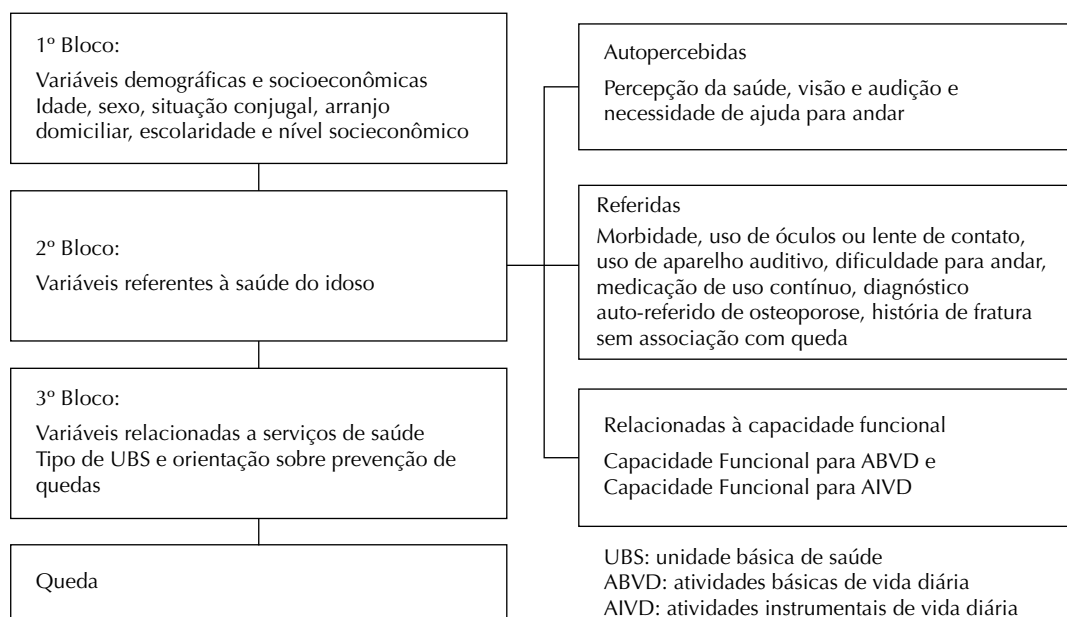 1º Bloco:
Variáveis demográficas e socioeconômicas
Idade, sexo, situação conjugal, arranjo
domiciliar, escolaridade e nível socieconômico
2º Bloco:
Variáveis referentes à saúde do idoso
3º Bloco:
Variáveis relacionadas a serviços de saúde
Tipo de UBS e orientação sobre prevenção de
quedas
Queda
Autopercebidas
Percepção da saúde, visão e audição e
necessidade de ajuda para andar
Referidas
Morbidade, uso de óculos ou lente de contato,
uso de aparelho auditivo, dificuldade para andar,
medicação de uso contínuo, diagnóstico
auto-referido de osteoporose, história de fratura
sem associação com queda
Relacionadas à capacidade funcional
Capacidade Funcional para ABVD e
Capacidade Funcional para AIVD
UBS: unidade básica de saúde
ABVD: atividades básicas de vida diária
AIVD: atividades instrumentais de vida diária